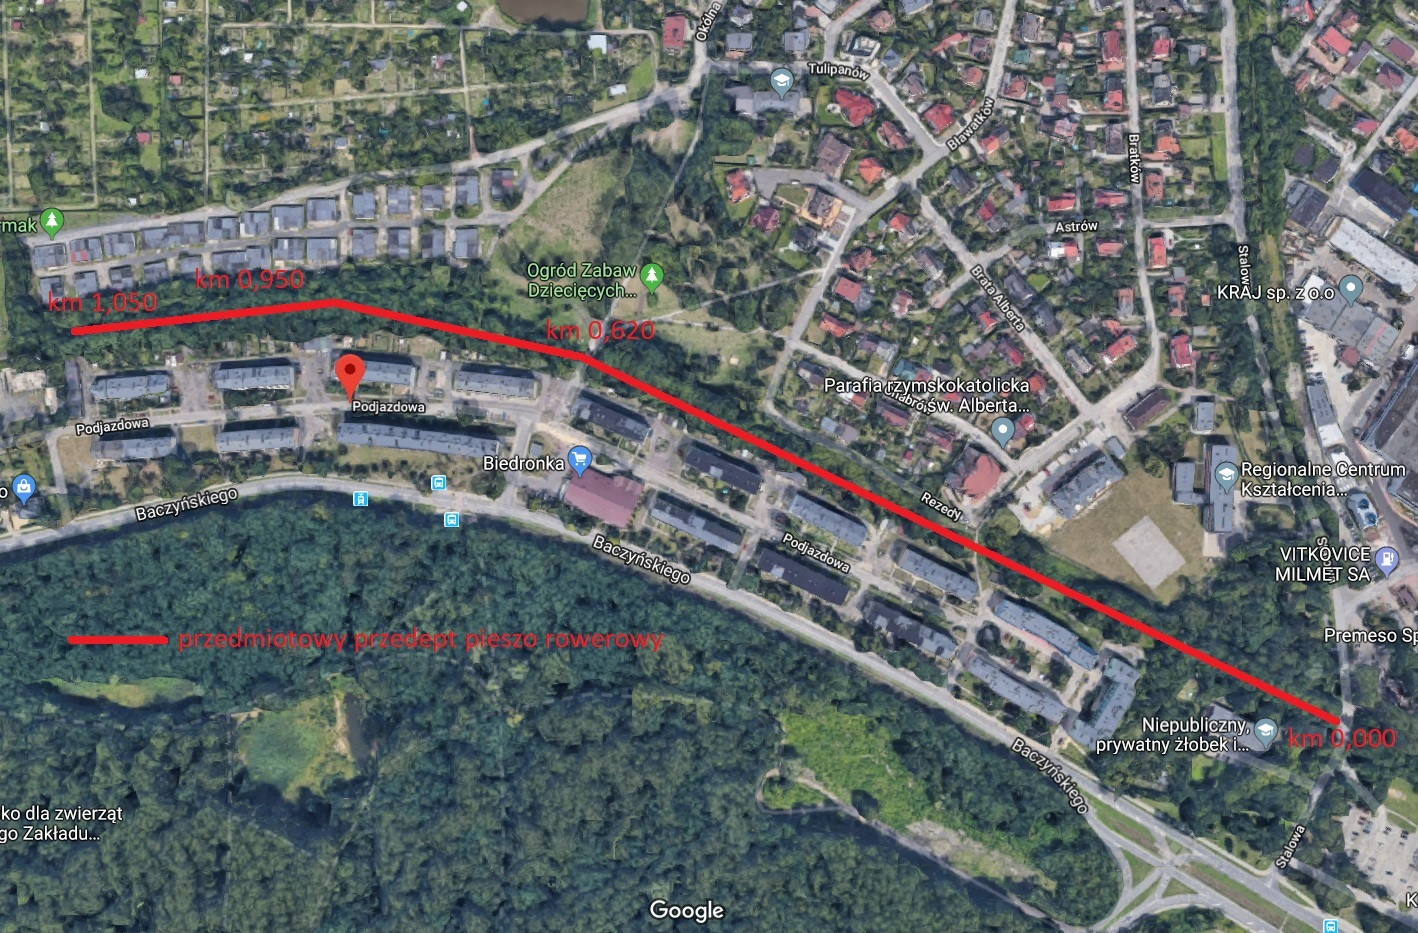 Okólna
Tulipanów
Bławatków
Bratków
Astrów
Stalowa
rmak
Ogród Zabaw
Dziecięcych...
KRAJ sp. z o.o
Brata Alberta
km 0,950
km 1,050
km 0,620
Parafia rzymskokatolicka
św. Alberta...
Podjazdowa
Podjazdowa
Biedronka
Regionalne Centrum
Kształcenia...
o
Baczyńskiego
Rezedy
Baczyńskiego
Podjazdowa
VITKOVICE
MILMET SA
Premeso Sp
przedmiotowy przedept pieszo rowerowy
Niepubliczny,
prywatny żłobek i...
km 0,000
Baczyńskiego
ko dla zwierząt
go Zakładu...
Stalowa
Google
K